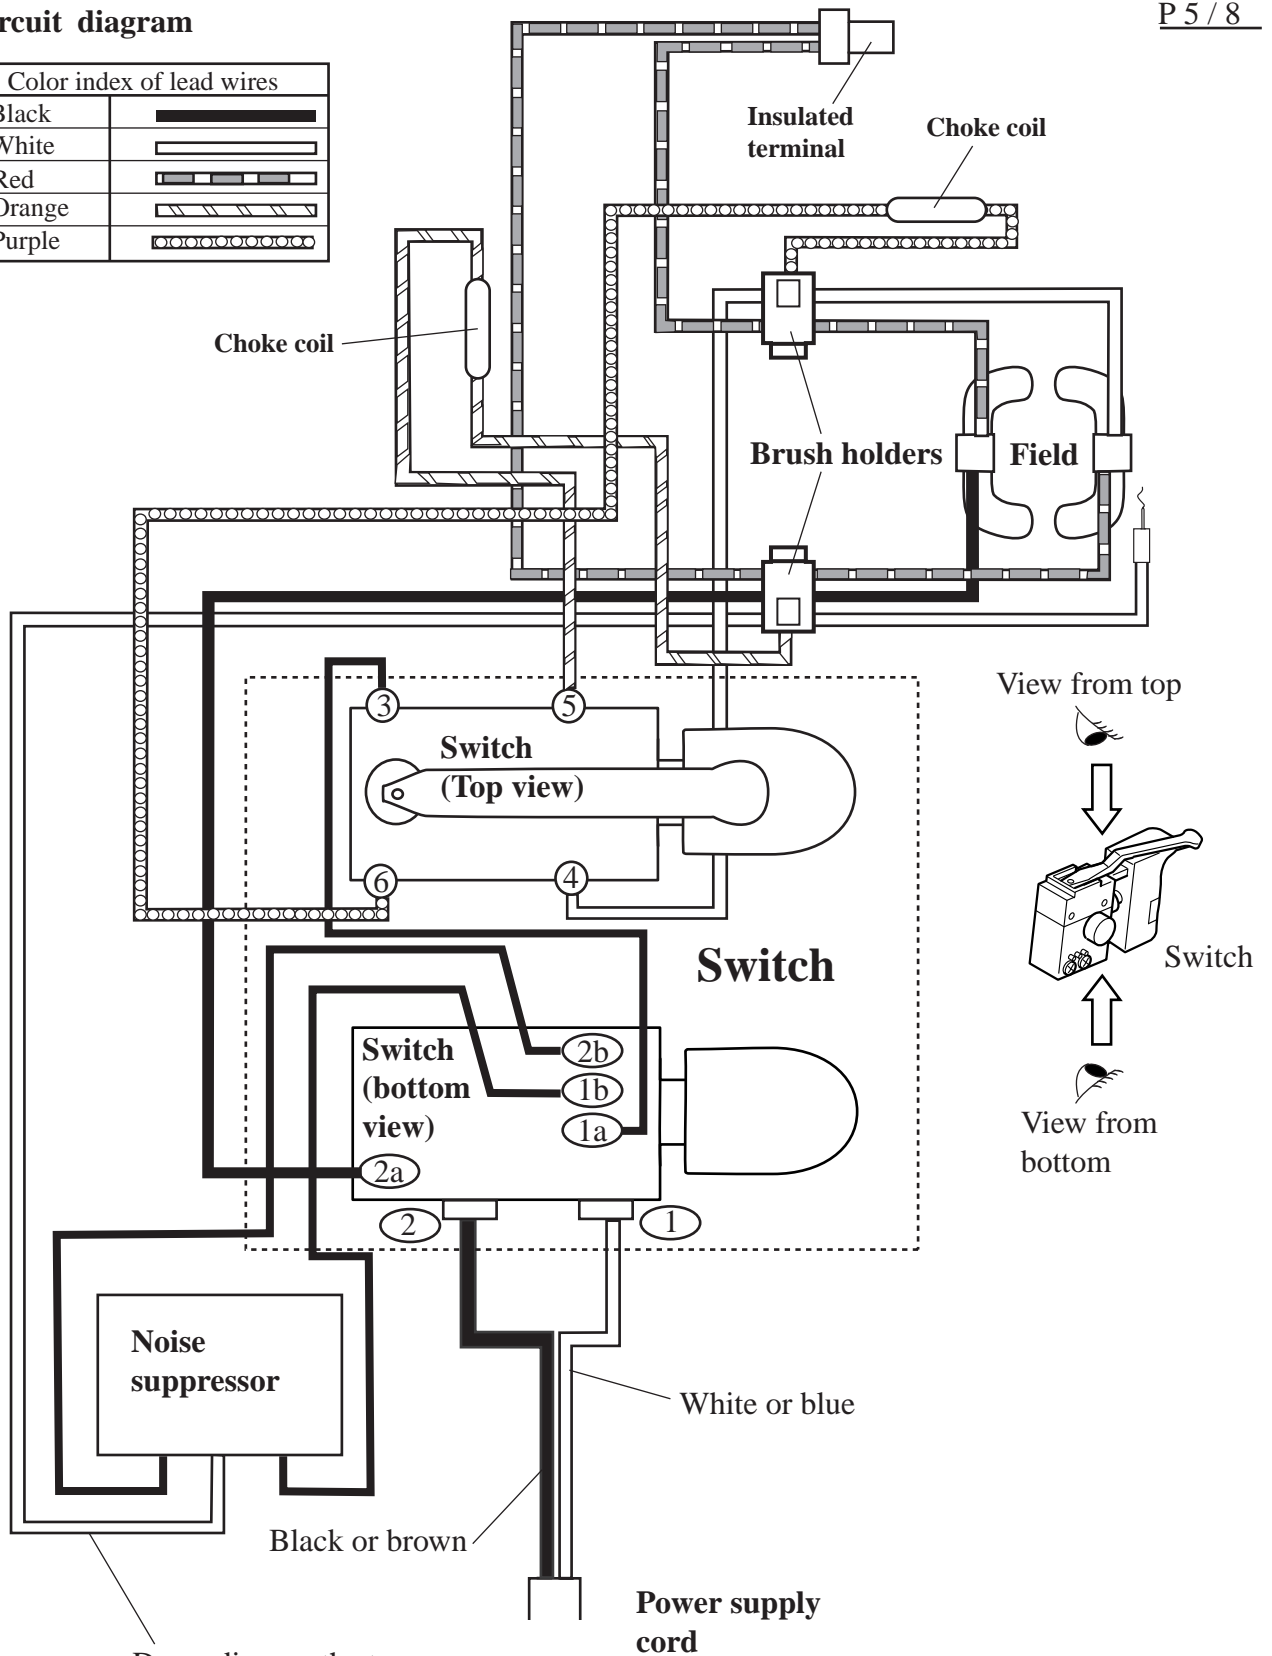 rcuit diagram
P 5 / 8
Color index of lead wires
Black
White
Red
Orange
Purple
Insulated
terminal
Choke coil
Choke coil
Brush holders
Field
View from top
3
5
Switch
(Top view)
6
4
Switch
Switch
Switch
(bottom
view)
2b
1b
1a
2a
2
1
View from
bottom
Noise
suppressor
White or blue
Black or brown
Power supply
cord